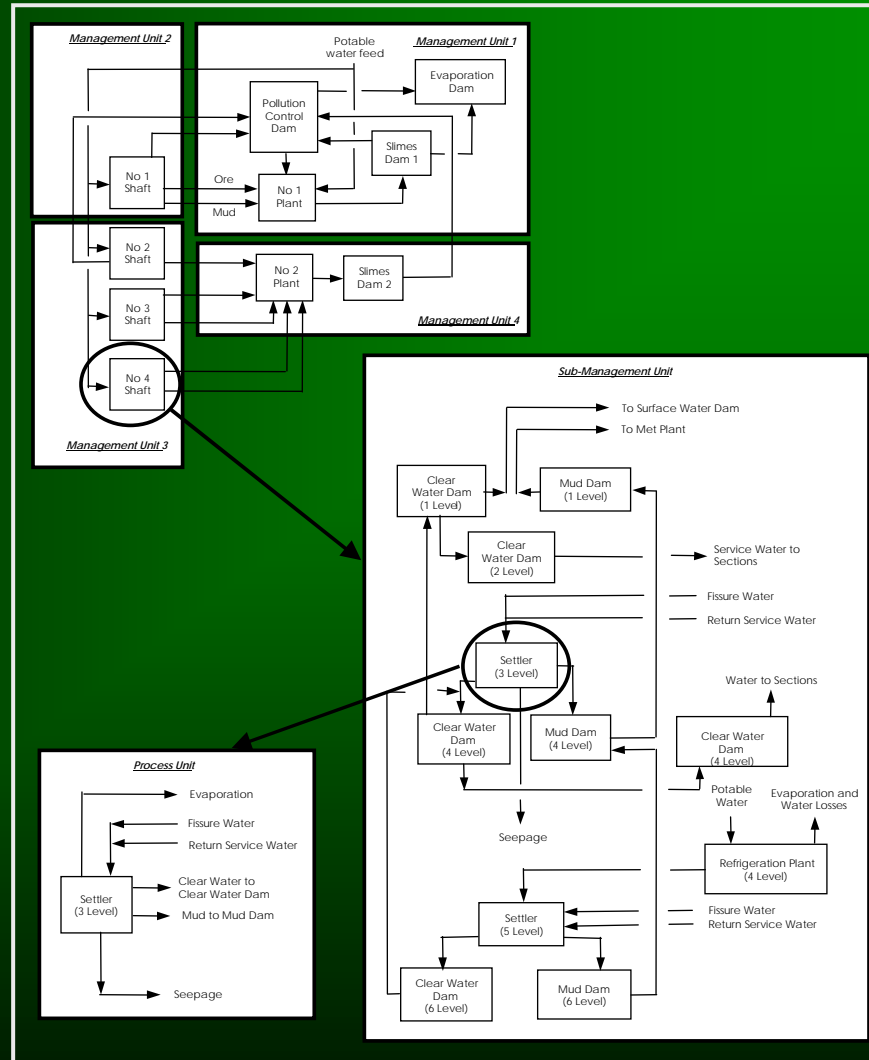 Management Unit 2
Potable
water feed
Management Unit 1
Evaporation
Dam
Pollution
Control
Dam
Slimes
Dam 1
No 1
Shaft
Ore
Mud
No 1
Plant
No 2
Shaft
No 3
Shaft
No 4
Shaft
Management Unit 3
No 2
Plant
Slimes
Dam 2
Management Unit 4
Sub-Management Unit
To Surface Water Dam
To Met Plant
Clear
Water Dam
(1 Level)
Mud Dam
(1 Level)
Clear
Water Dam
(2 Level)
Service Water to
Sections
Fissure Water
Return Service Water
Settler
(3 Level)
Water to Sections
Clear Water
Dam
(4 Level)
Mud Dam
(4 Level)
Clear Water
Dam
(4 Level)
Potable
Water
Evaporation and
Water Losses
Seepage
Refrigeration Plant
(4 Level)
Settler
(5 Level)
Fissure Water
Return Service Water
Clear Water
Dam
(6 Level)
Mud Dam
(6 Level)
Process Unit
Evaporation
Fissure Water
Return Service Water
Settler
(3 Level)
Clear Water to
Clear Water Dam
Mud to Mud Dam
Seepage